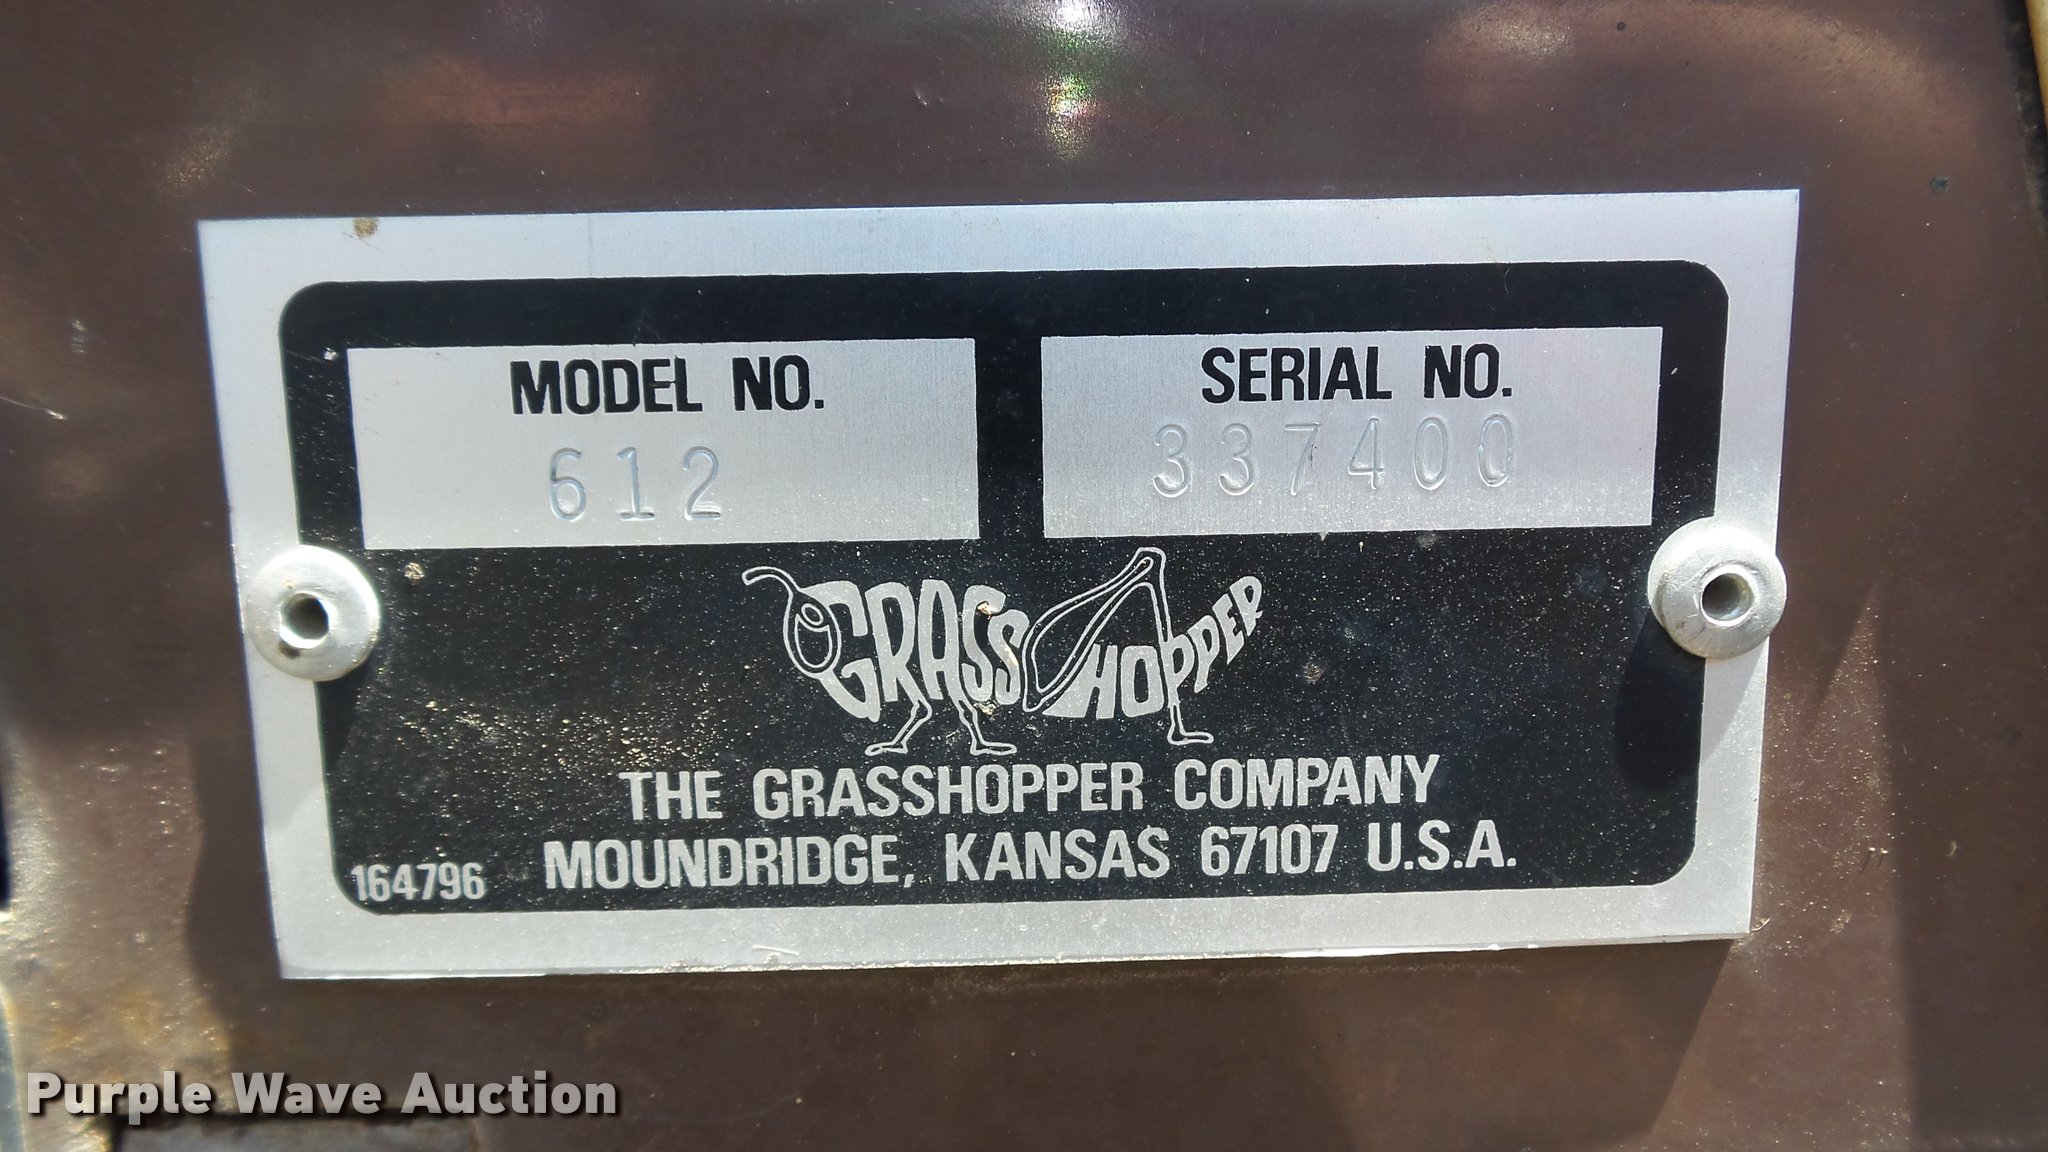 MODEL NO.
612
SERIAL NO.
337400
GRASSHOPPER
THE GRASSHOPPER COMPANY
MOUNDRIDGE, KANSAS 67107 U.S.A.
164796
Purple Wave Auction